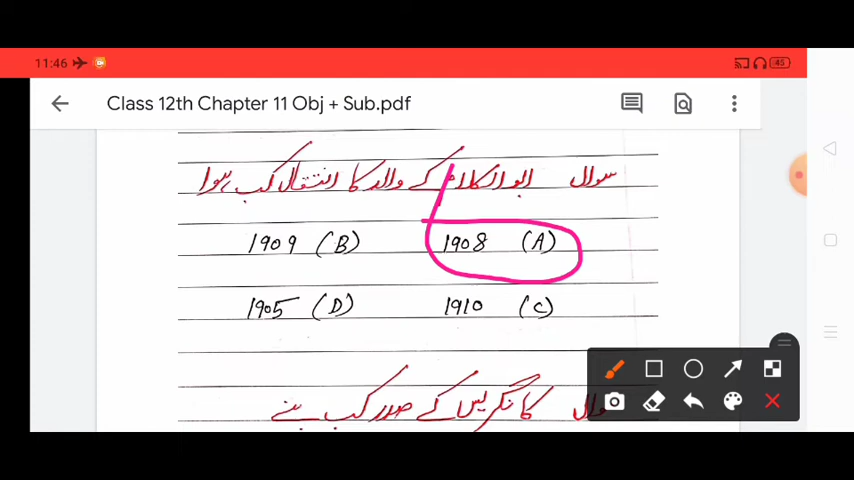 11:46
45
Class 12th Chapter 11 Obj + Sub.pdf
سوال ابوالکلام کے والد کا انتقال کب ہوا
(A) 1908 (B) 1909
(C) 1910 (D) 1905
سوال کانگریس کے صدر کب بنے